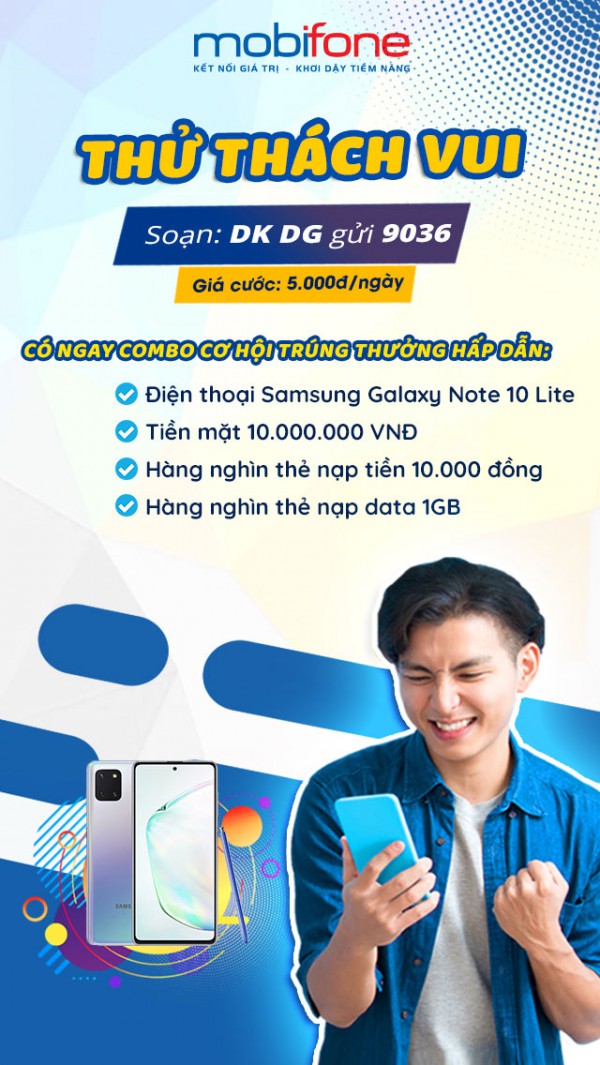 mobifone
KẾT NỐI GIÁ TRỊ - KHƠI DẬY TIỀM NĂNG
THỬ THÁCH VUI
Soạn: DK DG gửi 9036
Giá cước: 5.000đ/ngày
CÓ NGAY COMBO CƠ HỘI TRÚNG THƯỞNG HẤP DẪN:
Điện thoại Samsung Galaxy Note 10 Lite
Tiền mặt 10.000.000 VNĐ
Hàng nghìn thẻ nạp tiền 10.000 đồng
Hàng nghìn thẻ nạp data 1GB
SAMSUNG